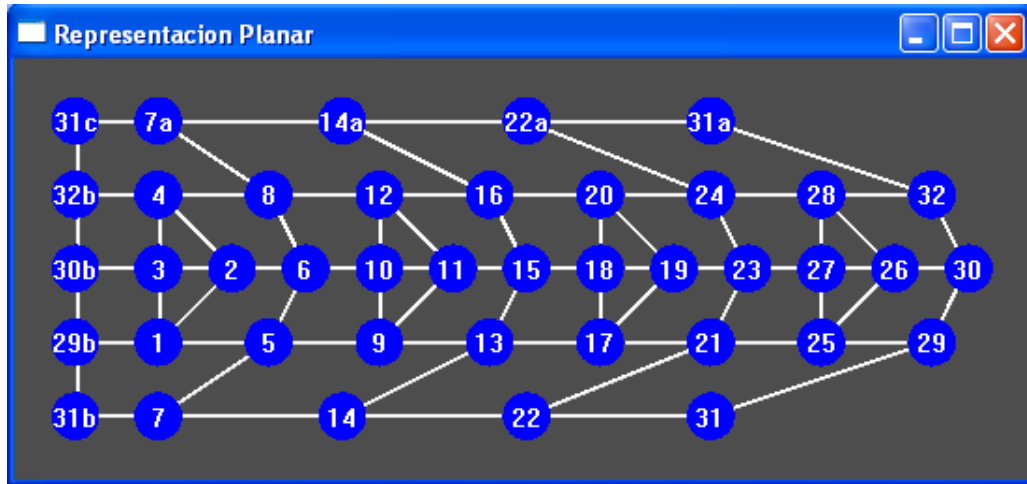 Representacion Planar
31c 7a 14a 22a 31a
32b 4 8 12 16 20 24 28 32
30b 3 2 6 10 11 15 18 19 23 27 26 30
29b 1 5 9 13 17 21 25 29
31b 7 14 22 31